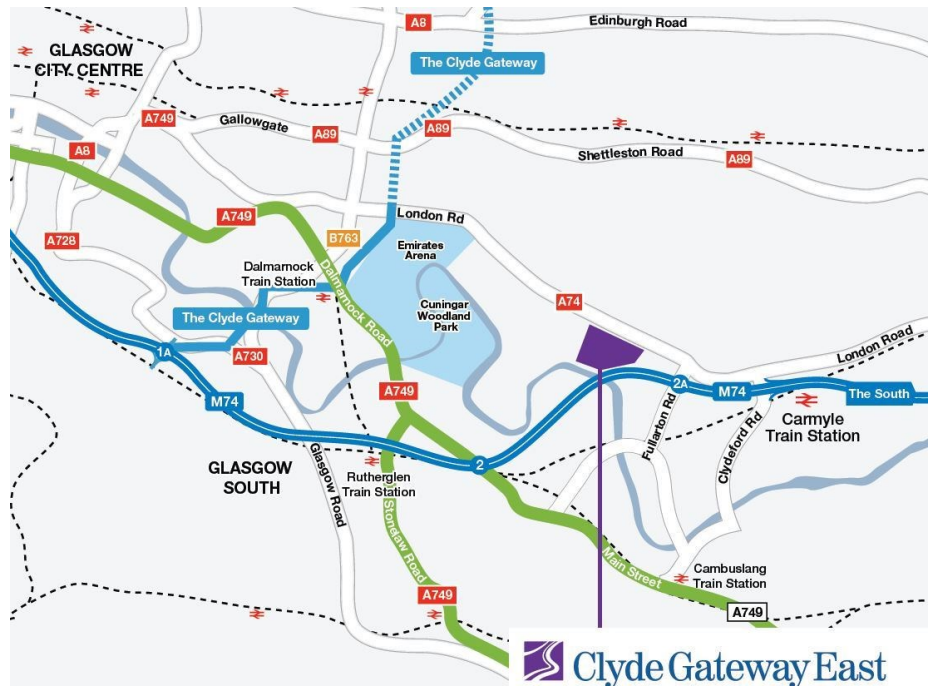 A8
Edinburgh Road
GLASGOW
CITY CENTRE
The Clyde Gateway
A749
Gallowgate
A89
A89
A8
Shettleston Road
A89
A749
London Rd
A728
B763
Emirates
Arena
Dalmarnock
Train Station
Dalmarnock Road
Cuningar
Woodland
Park
A74
The Clyde Gateway
1A
A730
London Road
A749
2A
M74
The South
M74
Fullarton Rd
Clydeford Rd
Carmyle
Train Station
GLASGOW
SOUTH
Glasgow Road
2
Rutherglen
Train Station
Stonelaw Road
Main Street
Cambuslang
Train Station
A749
A749
Clyde Gateway East